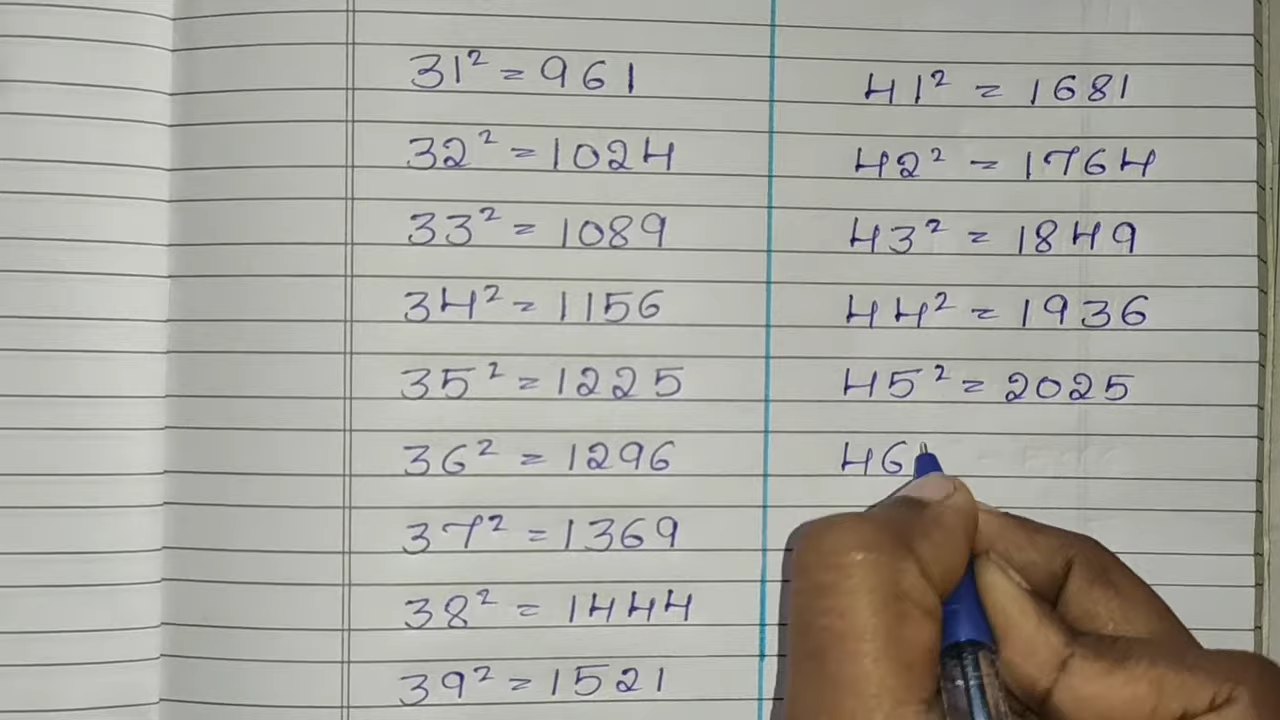 31² = 961
32² = 1024
33² = 1089
34² = 1156
35² = 1225
36² = 1296
37² = 1369
38² = 1444
39² = 1521
41² = 1681
42² = 1764
43² = 1849
44² = 1936
45² = 2025
46